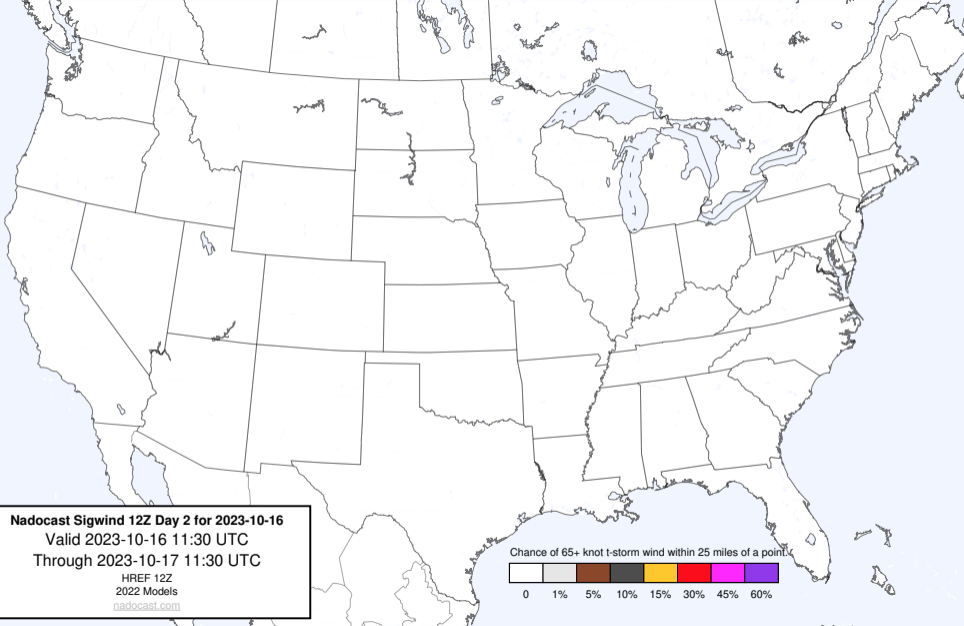 Nadocast Sigwind 12Z Day 2 for 2023-10-16
Valid 2023-10-16 11:30 UTC
Through 2023-10-17 11:30 UTC
HREF 12Z
2022 Models
nadocast.com
Chance of 65+ knot t-storm wind within 25 miles of a point.
0 1% 5% 10% 15% 30% 45% 60%